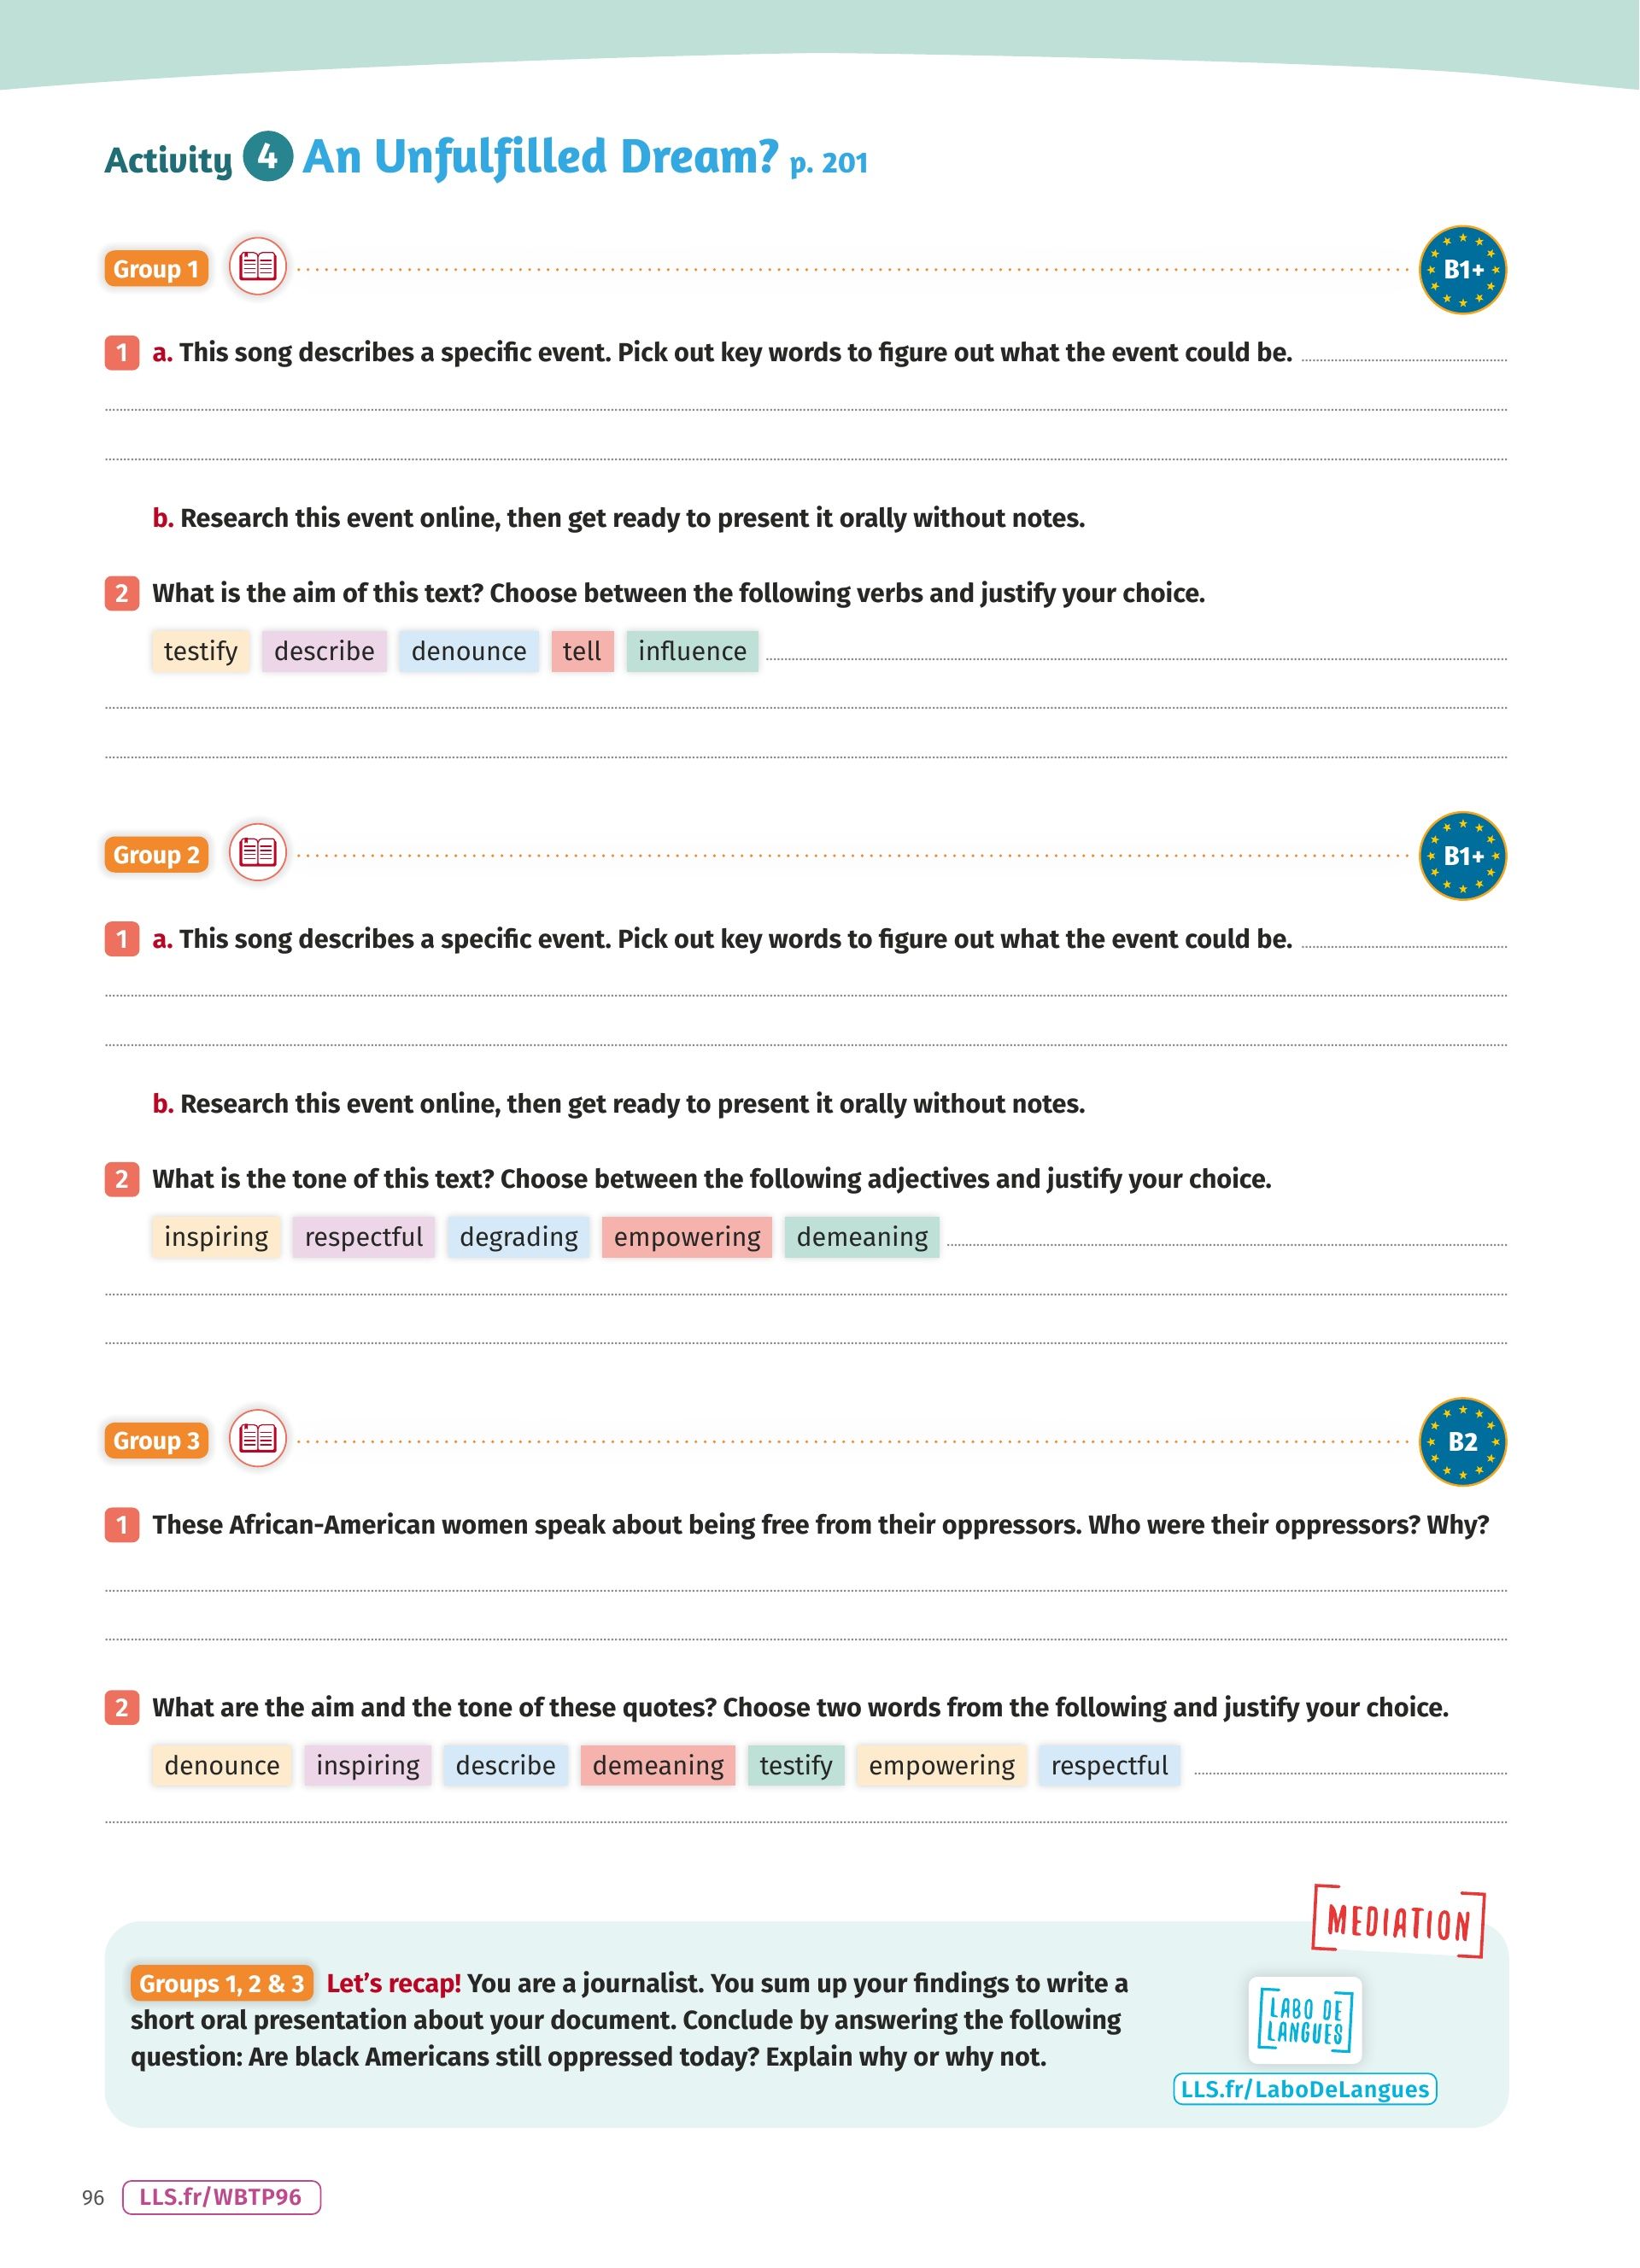 Activity 4 An Unfulfilled Dream? p. 201
Group 1
B1+
1 a. This song describes a specific event. Pick out key words to figure out what the event could be.
b. Research this event online, then get ready to present it orally without notes.
2 What is the aim of this text? Choose between the following verbs and justify your choice.
testify describe denounce tell influence
Group 2
B1+
1 a. This song describes a specific event. Pick out key words to figure out what the event could be.
b. Research this event online, then get ready to present it orally without notes.
2 What is the tone of this text? Choose between the following adjectives and justify your choice.
inspiring respectful degrading empowering demeaning
Group 3
B2
1 These African-American women speak about being free from their oppressors. Who were their oppressors? Why?
2 What are the aim and the tone of these quotes? Choose two words from the following and justify your choice.
denounce inspiring describe demeaning testify empowering respectful
MEDIATION
Groups 1, 2 & 3 Let's recap! You are a journalist. You sum up your findings to write a
short oral presentation about your document. Conclude by answering the following
question: Are black Americans still oppressed today? Explain why or why not.
LABO DE
LANGUES
LLS.fr/LaboDeLangues
96 LLS.fr/WBTP96